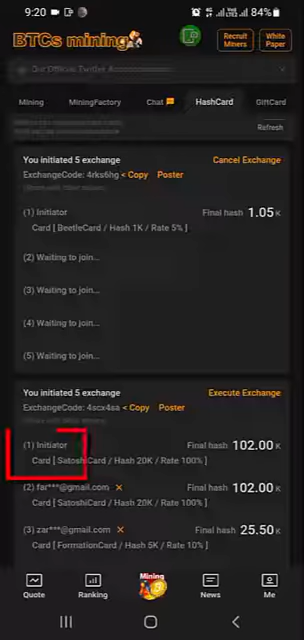 9:20
84%
BTCs mining
Recruit Miners
White Paper
Mining
MiningFactory
Chat
HashCard
GiftCard
Refresh
You initiated 5 exchange
Cancel Exchange
ExchangeCode: 4rks6hg < Copy Poster
(1) Initiator
Final hash 1.05 K
Card [ BeetleCard / Hash 1K / Rate 5% ]
(2) Waiting to join...
(3) Waiting to join...
(4) Waiting to join...
(5) Waiting to join...
You initiated 5 exchange
Execute Exchange
ExchangeCode: 4scx4sa < Copy Poster
(1) Initiator
Final hash 102.00 K
Card [ SatoshiCard / Hash 20K / Rate 100% ]
(2) far***@gmail.com ×
Final hash 102.00 K
Card [ SatoshiCard / Hash 20K / Rate 100% ]
(3) zar***@gmail.com ×
Final hash 25.50 K
Card [ FormationCard / Hash 5K / Rate 10% ]
Quote
Ranking
Mining
News
Me